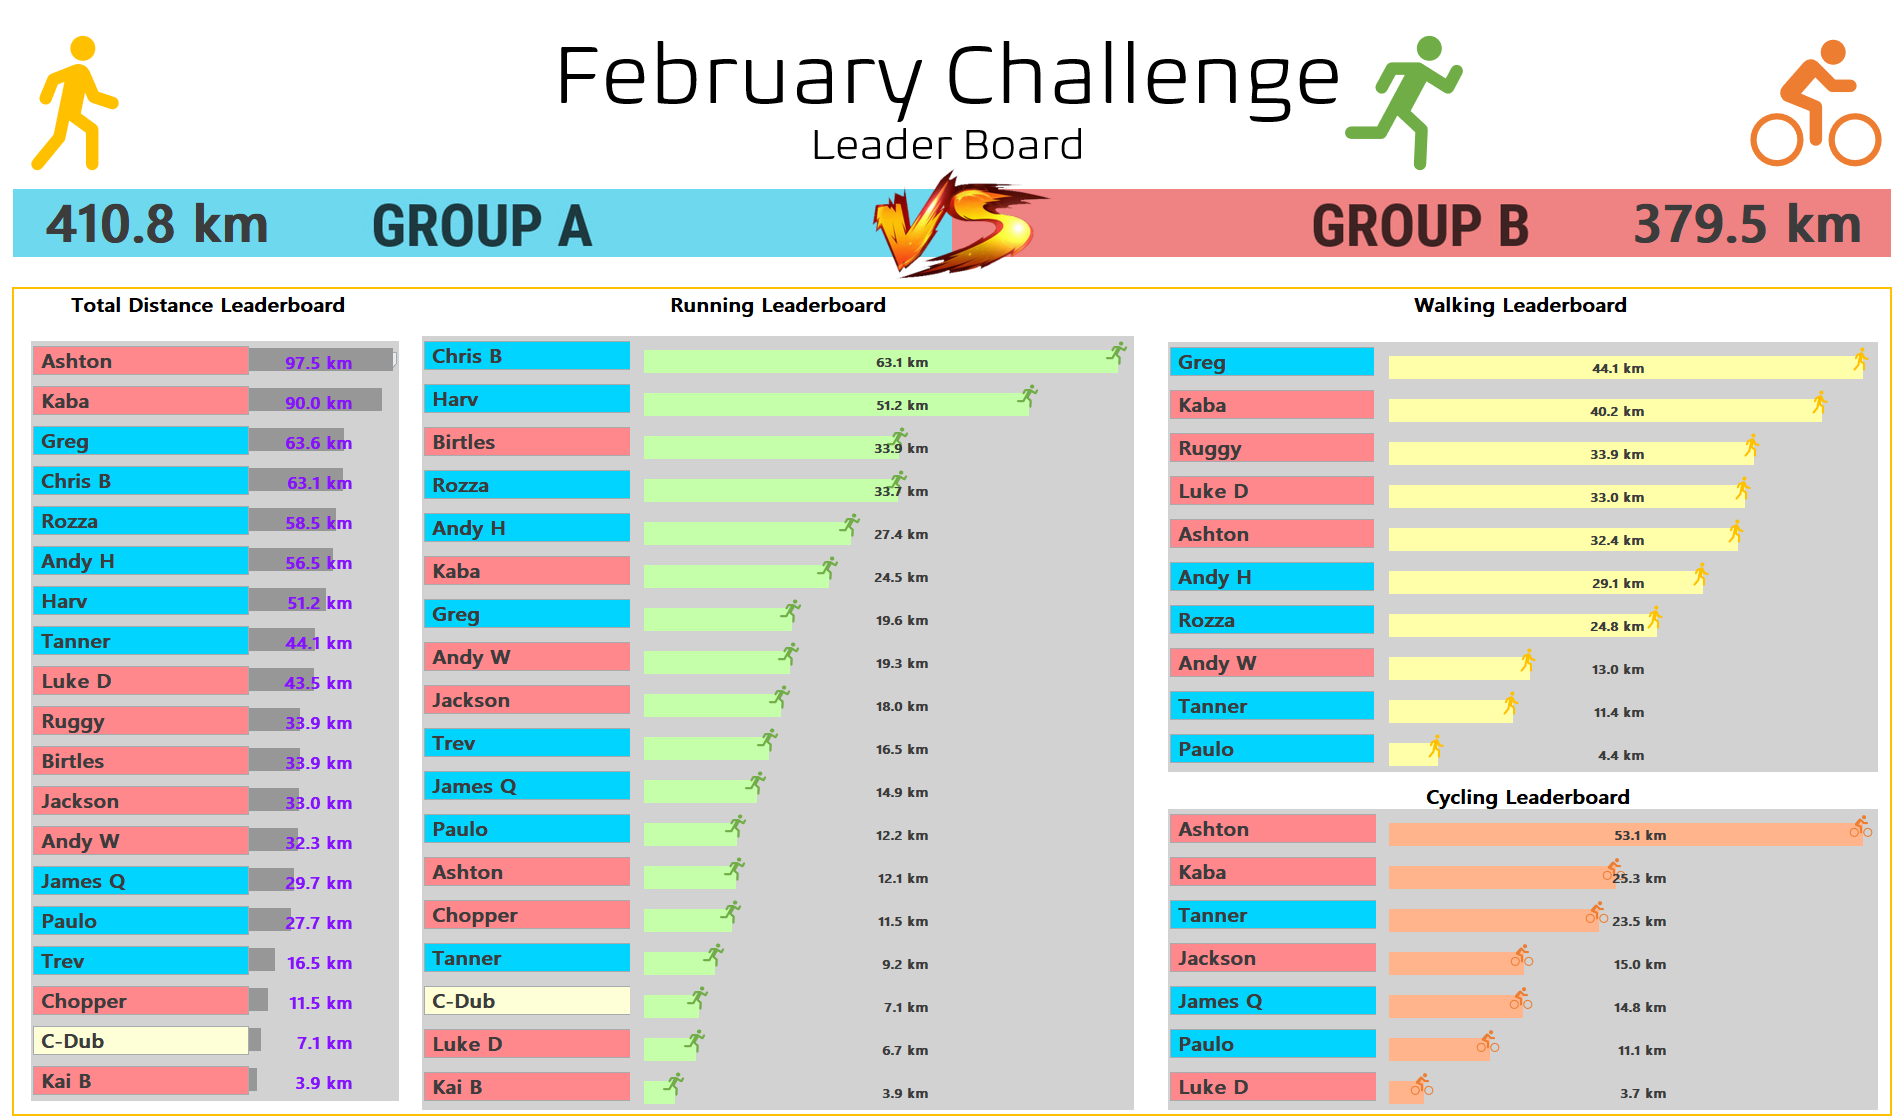 February Challenge
Leader Board
410.8 km GROUP A VS GROUP B 379.5 km
Total Distance Leaderboard
Ashton 97.5 km
Kaba 90.0 km
Greg 63.6 km
Chris B 63.1 km
Rozza 58.5 km
Andy H 56.5 km
Harv 51.2 km
Tanner 44.1 km
Luke D 43.5 km
Ruggy 33.9 km
Birtles 33.9 km
Jackson 33.0 km
Andy W 32.3 km
James Q 29.7 km
Paulo 27.7 km
Trev 16.5 km
Chopper 11.5 km
C-Dub 7.1 km
Kai B 3.9 km
Running Leaderboard
Chris B 63.1 km
Harv 51.2 km
Birtles 33.9 km
Rozza 33.7 km
Andy H 27.4 km
Kaba 24.5 km
Greg 19.6 km
Andy W 19.3 km
Jackson 18.0 km
Trev 16.5 km
James Q 14.9 km
Paulo 12.2 km
Ashton 12.1 km
Chopper 11.5 km
Tanner 9.2 km
C-Dub 7.1 km
Luke D 6.7 km
Kai B 3.9 km
Walking Leaderboard
Greg 44.1 km
Kaba 40.2 km
Ruggy 33.9 km
Luke D 33.0 km
Ashton 32.4 km
Andy H 29.1 km
Rozza 24.8 km
Andy W 13.0 km
Tanner 11.4 km
Paulo 4.4 km
Cycling Leaderboard
Ashton 53.1 km
Kaba 25.3 km
Tanner 23.5 km
Jackson 15.0 km
James Q 14.8 km
Paulo 11.1 km
Luke D 3.7 km